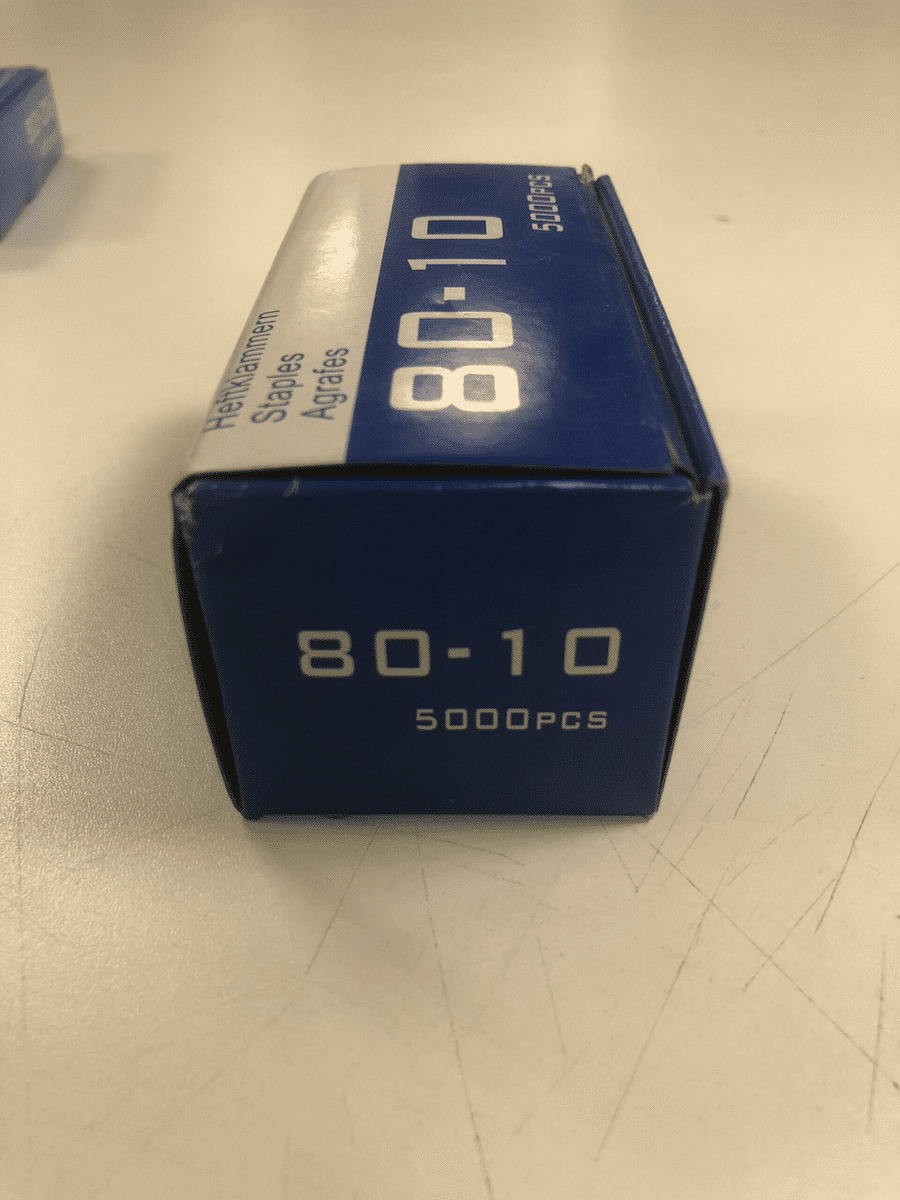 Heftklammern
Staples
Agrafes
80-10
5000PCS
80-10
5000PCS